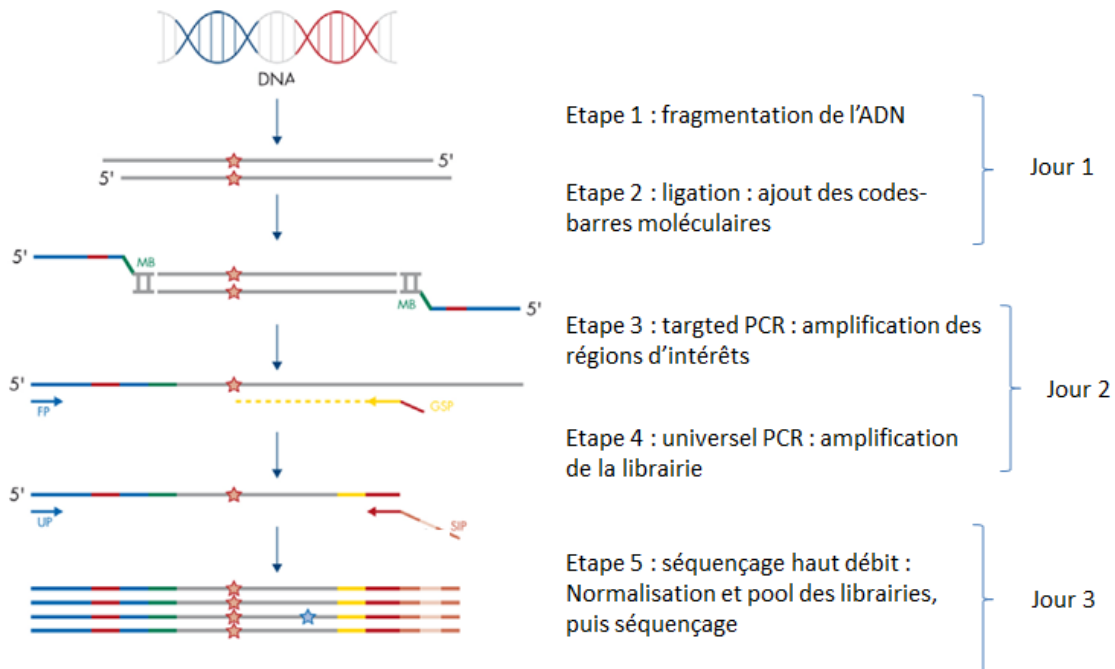 DNA
5'
5'
5'
MB
MB
5'
5'
FP
GSP
5'
UP
SIP
Etape 1 : fragmentation de l'ADN
Etape 2 : ligation : ajout des codes-
barres moléculaires
Jour 1
Etape 3 : targted PCR : amplification des
régions d'intérêts
Etape 4 : universel PCR : amplification
de la librairie
Jour 2
Etape 5 : séquençage haut débit :
Normalisation et pool des librairies,
puis séquençage
Jour 3